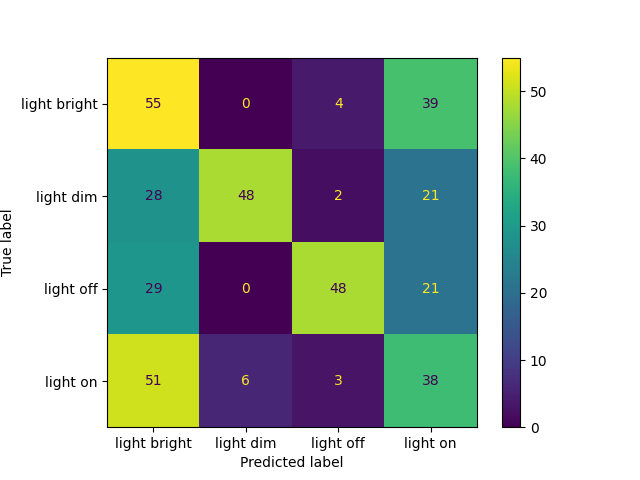 True label
light bright 55 0 4 39
light dim 28 48 2 21
light off 29 0 48 21
light on 51 6 3 38
light bright light dim light off light on
Predicted label
50
40
30
20
10
0